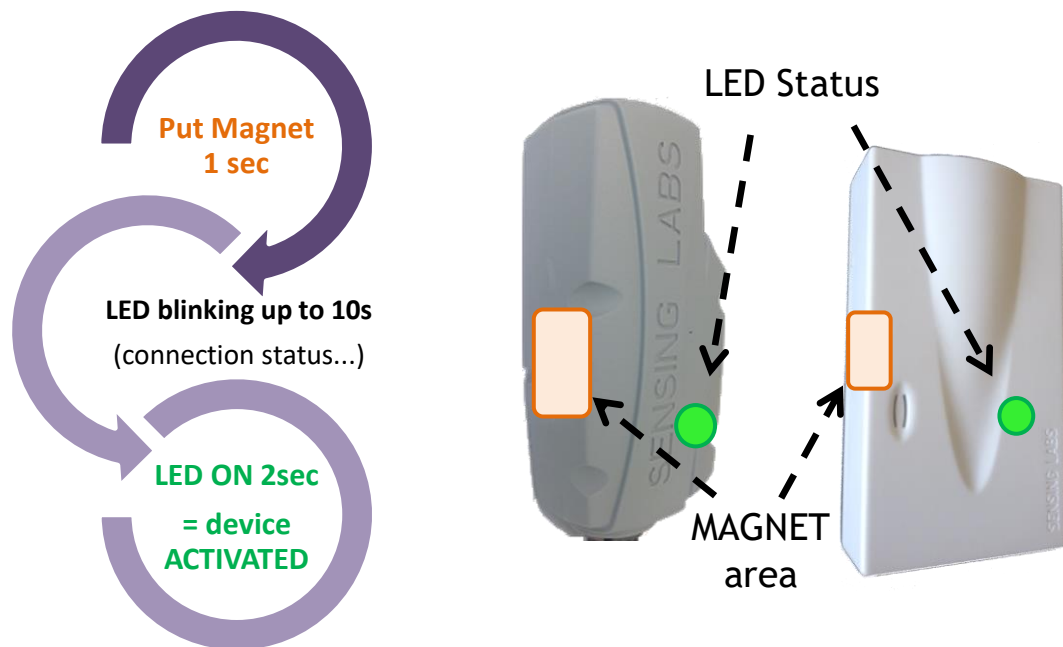 Put Magnet
1 sec
LED blinking up to 10s
(connection status...)
LED ON 2sec
= device
ACTIVATED
LED Status
SENSING LABS
SENSING LABS
MAGNET
area